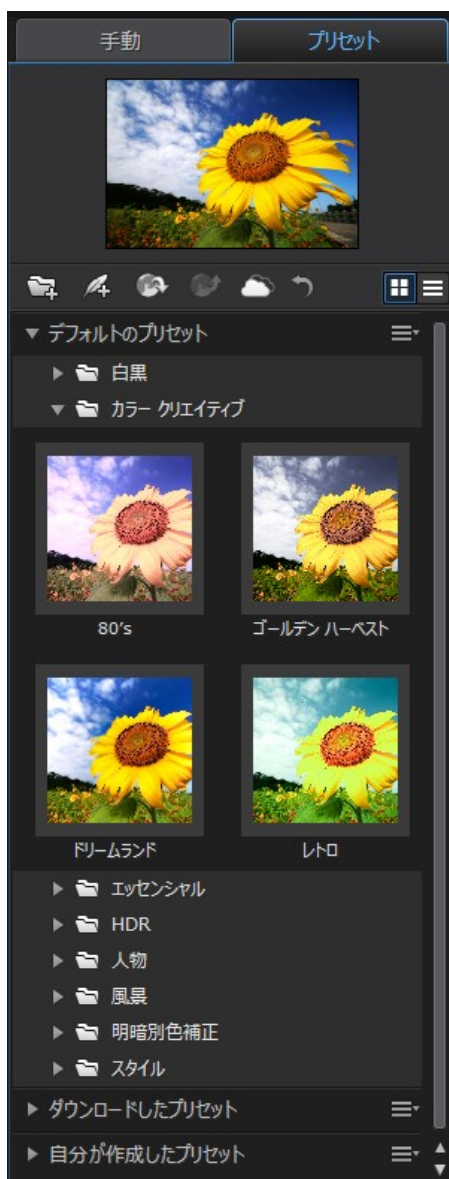 手動
プリセット
デフォルトのプリセット
白黒
カラー クリエイティブ
80's
ゴールデン ハーベスト
ドリームランド
レトロ
エッセンシャル
HDR
人物
風景
明暗別色補正
スタイル
ダウンロードしたプリセット
自分が作成したプリセット